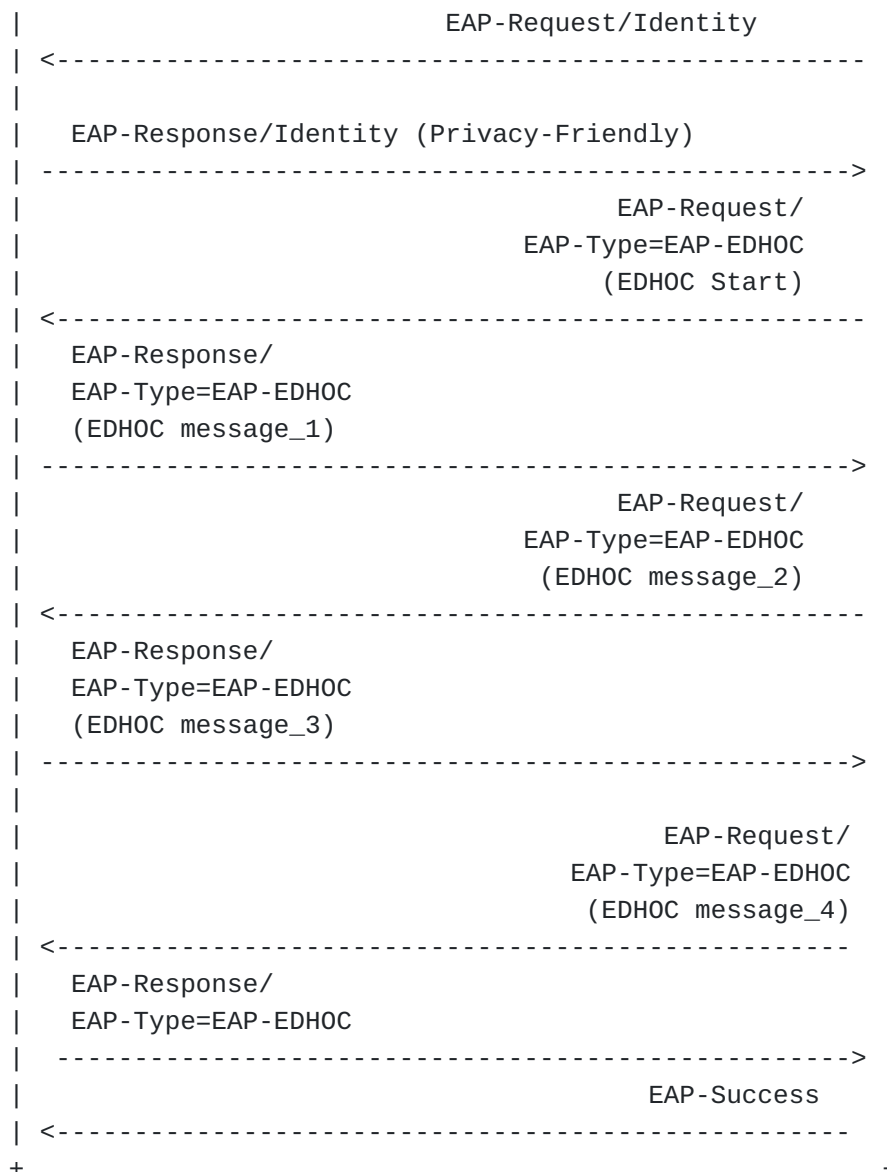 |                           EAP-Request/Identity
| <----------------------------------------------------
|
|   EAP-Response/Identity (Privacy-Friendly)
| ---------------------------------------------------->
|                                      EAP-Request/
|                                EAP-Type=EAP-EDHOC
|                                     (EDHOC Start)
| <----------------------------------------------------
|   EAP-Response/
|   EAP-Type=EAP-EDHOC
|   (EDHOC message_1)
| ---------------------------------------------------->
|                                      EAP-Request/
|                                EAP-Type=EAP-EDHOC
|                                 (EDHOC message_2)
| <----------------------------------------------------
|   EAP-Response/
|   EAP-Type=EAP-EDHOC
|   (EDHOC message_3)
| ---------------------------------------------------->
|
|                                         EAP-Request/
|                                   EAP-Type=EAP-EDHOC
|                                    (EDHOC message_4)
| <---------------------------------------------------
|   EAP-Response/
|   EAP-Type=EAP-EDHOC
|  --------------------------------------------------->
|                                        EAP-Success
| <---------------------------------------------------